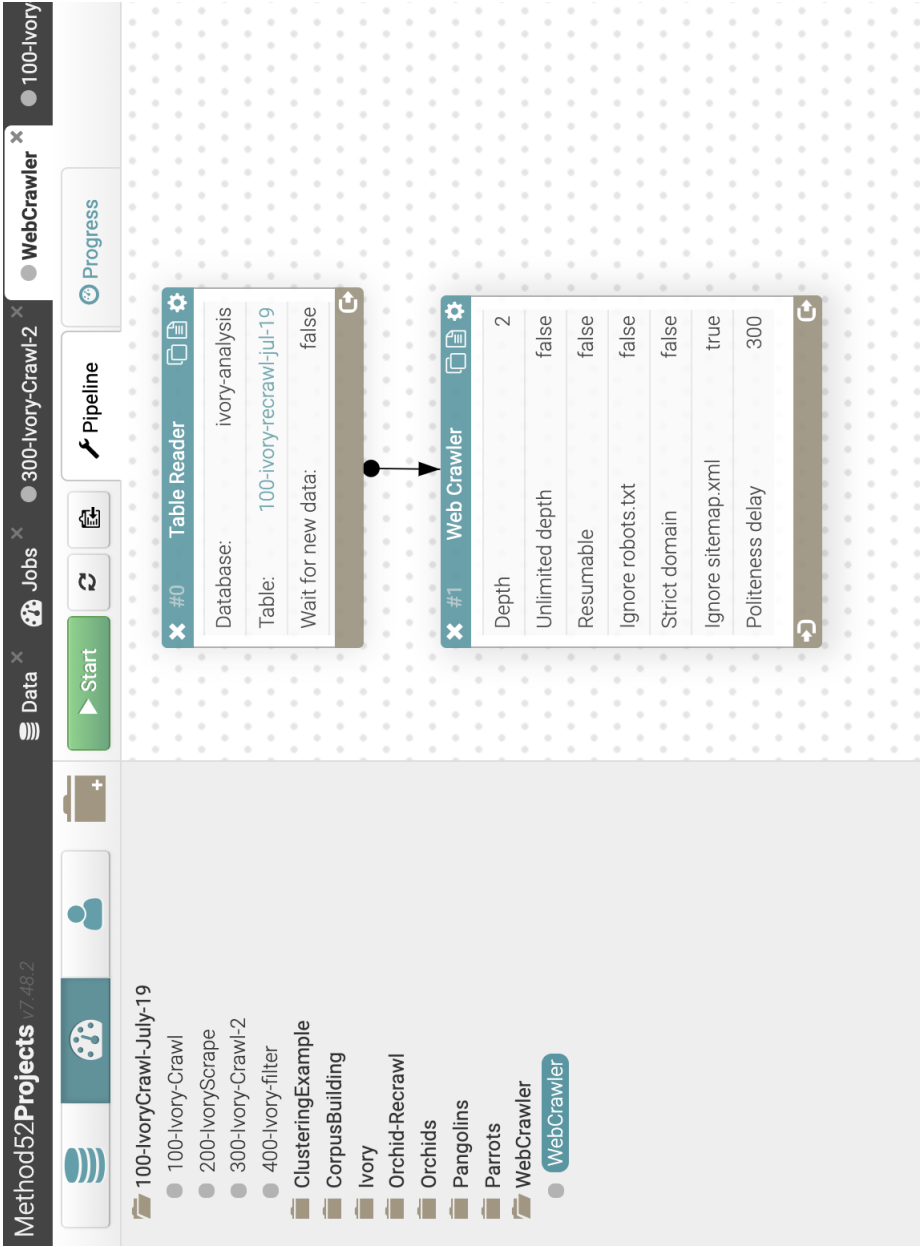 Method52Projects v7.48.2
Data
Jobs
300-Ivory-Crawl-2
WebCrawler
100-Ivory
Start
Pipeline
Progress
100-IvoryCrawl-July-19
100-Ivory-Crawl
200-IvoryScrape
300-Ivory-Crawl-2
400-Ivory-filter
ClusteringExample
CorpusBuilding
Ivory
Orchid-Recrawl
Orchids
Pangolins
Parrots
WebCrawler
WebCrawler
#0 Table Reader
Database: ivory-analysis
Table: 100-ivory-recrawl-jul-19
Wait for new data: false
#1 Web Crawler
Depth 2
Unlimited depth false
Resumable false
Ignore robots.txt false
Strict domain false
Ignore sitemap.xml true
Politeness delay 300